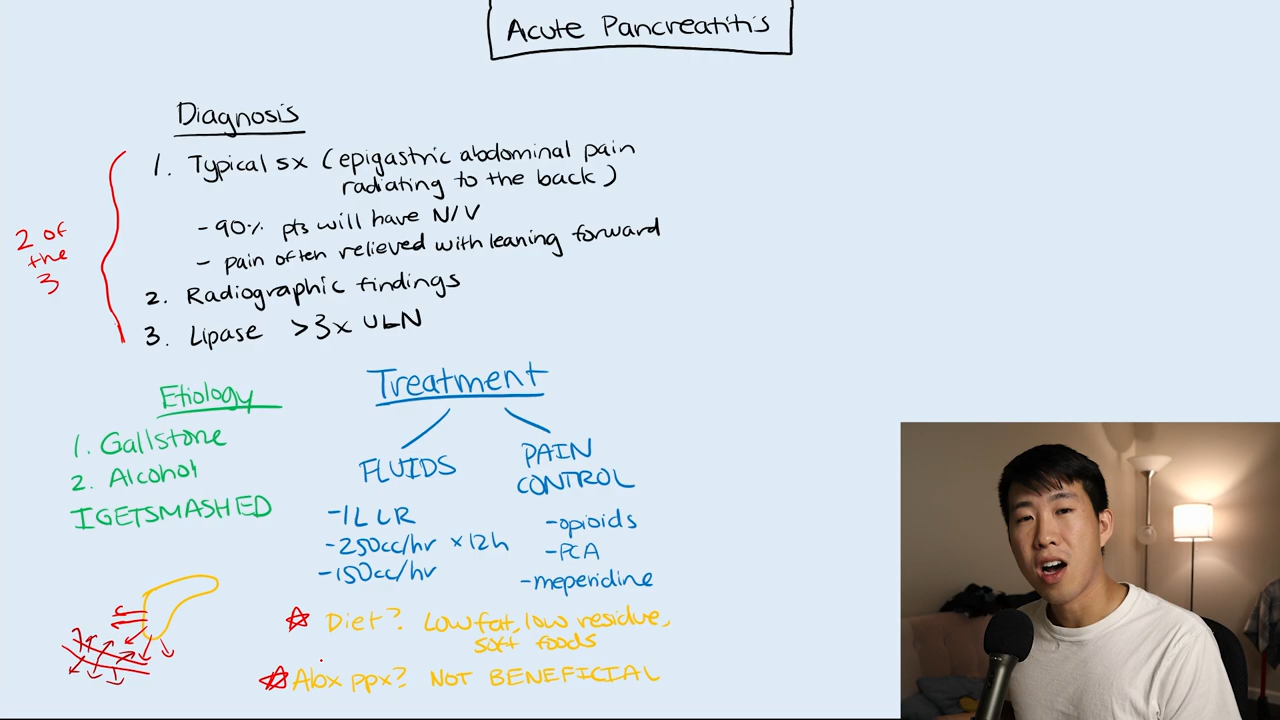 Acute Pancreatitis
Diagnosis
2 of
the
3
1. Typical sx (epigastric abdominal pain
radiating to the back)
- 90% pts will have N/V
- pain often relieved with leaning forward
2. Radiographic findings
3. Lipase >3x ULN
Etiology
1. Gallstone
2. Alcohol
IGETSMASHED
Treatment
FLUIDS
-1L LR
-250cc/hr x12h
-150cc/hr
PAIN
CONTROL
-opioids
-PCA
-meperidine
Diet? Low fat, low residue,
soft foods
Abx ppx? NOT BENEFICIAL